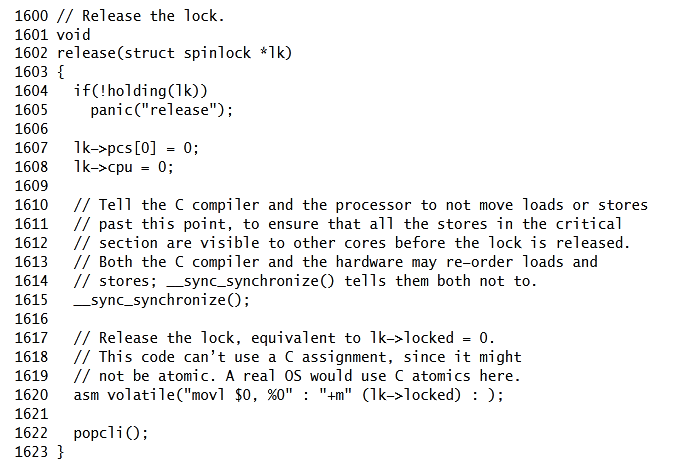 1600 // Release the lock.
1601 void
1602 release(struct spinlock *lk)
1603 {
1604   if(!holding(lk))
1605     panic("release");
1606
1607   lk->pcs[0] = 0;
1608   lk->cpu = 0;
1609
1610   // Tell the C compiler and the processor to not move loads or stores
1611   // past this point, to ensure that all the stores in the critical
1612   // section are visible to other cores before the lock is released.
1613   // Both the C compiler and the hardware may re-order loads and
1614   // stores; __sync_synchronize() tells them both not to.
1615   __sync_synchronize();
1616
1617   // Release the lock, equivalent to lk->locked = 0.
1618   // This code can't use a C assignment, since it might
1619   // not be atomic. A real OS would use C atomics here.
1620   asm volatile("movl $0, %0" : "+m" (lk->locked) : );
1621
1622   popcli();
1623 }